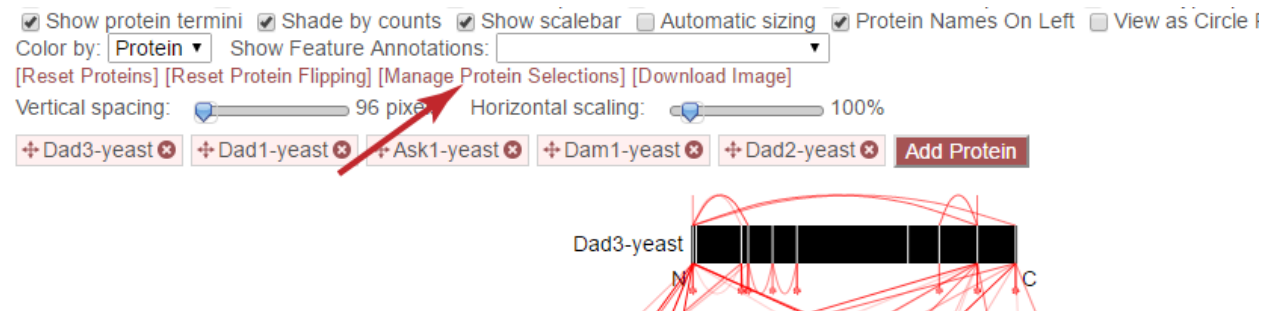 Show protein termini Shade by counts Show scalebar Automatic sizing Protein Names On Left View as Circle
Color by: Protein Show Feature Annotations:
[Reset Proteins] [Reset Protein Flipping] [Manage Protein Selections] [Download Image]
Vertical spacing: 96 pixels Horizontal scaling: 100%
Dad3-yeast Dad1-yeast Ask1-yeast Dam1-yeast Dad2-yeast Add Protein
Dad3-yeast
N C